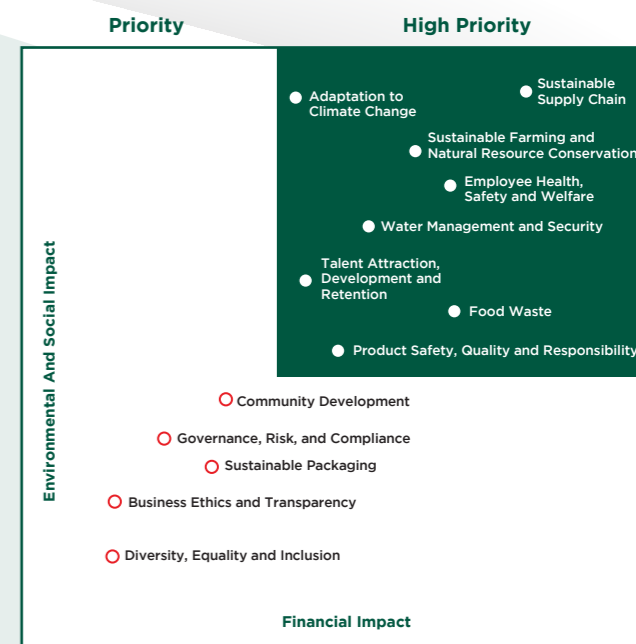 Priority
High Priority
Adaptation to
Climate Change
Sustainable
Supply Chain
Sustainable Farming and
Natural Resource Conservation
Employee Health,
Safety and Welfare
Water Management and Security
Talent Attraction,
Development and
Retention
Food Waste
Product Safety, Quality and Responsibility
Environmental And Social Impact
Community Development
Governance, Risk, and Compliance
Sustainable Packaging
Business Ethics and Transparency
Diversity, Equality and Inclusion
Financial Impact